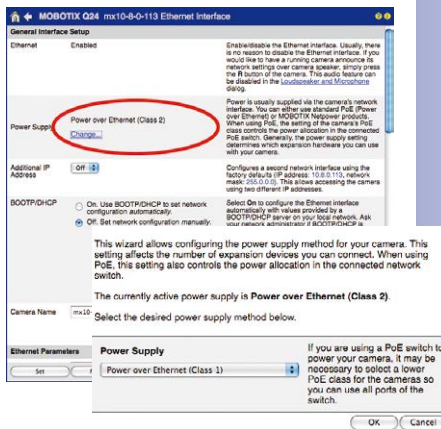 MOBOTIX Q24 mx10-8-0-113 Ethernet Interface
General Interface Setup
Ethernet
Enabled
Enable/disable the Ethernet interface. Usually, there
is no reason to disable the Ethernet interface. If you
would like to have a running camera announce its
network settings over camera speaker, simply press
the R button of the camera. This audio feature can
be disabled in the Loudspeaker and Microphone
dialog.
Power Supply
Power over Ethernet (Class 2)
Change...
Power is usually supplied via the camera's network
interface. You can either use standard PoE (Power
over Ethernet) or MOBOTIX Netpower products.
When using PoE, the setting of the camera's PoE
class controls the power allocation in the connected
PoE switch. Generally, the power supply setting
determines which expansion hardware you can use
with your camera.
Additional IP
Address
Off
Configures a second network interface using the
factory defaults (IP address: 10.8.0.113, network
mask: 255.0.0.0). This allows accessing the camera
using two different IP addresses.
BOOTP/DHCP
On. Use BOOTP/DHCP to set network
configuration automatically.
Off. Set network configuration manually.
Select On to configure the Ethernet interface
automatically with values provided by a
BOOTP/DHCP server on your local network. Ask
your network administrator if BOOTP/DHCP is
Camera Name
mx10-
Ethernet Parameters
Set
This wizard allows configuring the power supply method for your camera. This
setting affects the number of expansion devices you can connect. When using
PoE, this setting also controls the power allocation in the connected network
switch.
The currently active power supply is Power over Ethernet (Class 2).
Select the desired power supply method below.
Power Supply
Power over Ethernet (Class 1)
If you are using a PoE switch to
power your camera, it may be
necessary to select a lower
PoE class for the cameras so
you can use all ports of the
switch.
OK
Cancel